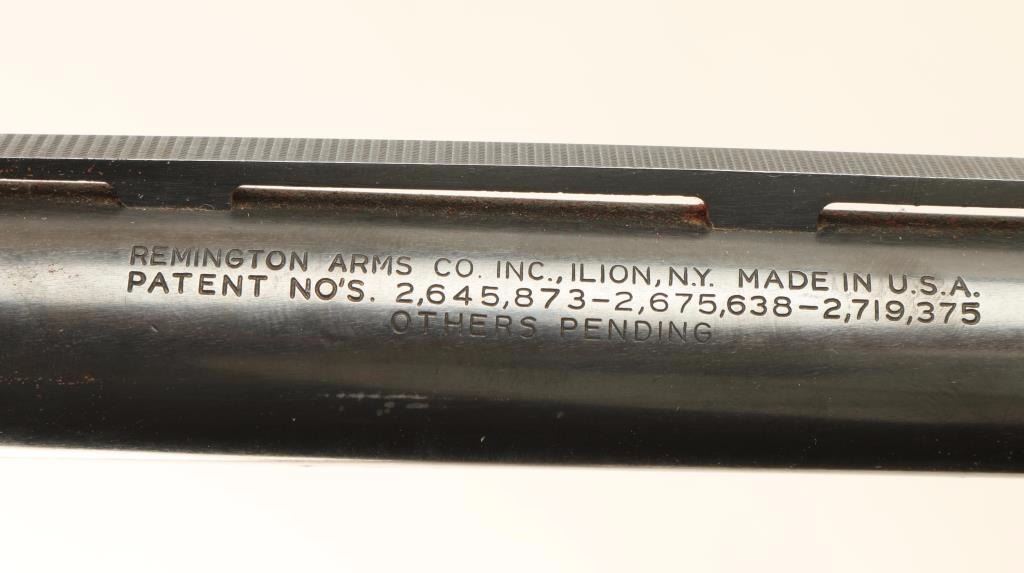 REMINGTON ARMS CO. INC., ILION, N.Y. MADE IN U.S.A.
PATENT NO'S. 2,645,873-2,675,638-2,719,375
OTHERS PENDING